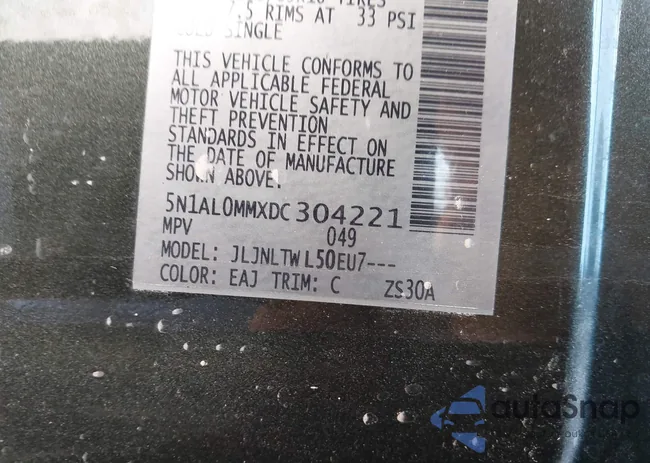 7.5 RIMS AT 33 PSI
COLD SINGLE
THIS VEHICLE CONFORMS TO
ALL APPLICABLE FEDERAL
MOTOR VEHICLE SAFETY AND
THEFT PREVENTION
STANDARDS IN EFFECT ON
THE DATE OF MANUFACTURE
SHOWN ABOVE.
5N1AL0MMXDC304221
MPV 049
MODEL: JLJNLTWL50EU7---
COLOR: EAJ TRIM: C ZS30A
autoSnap